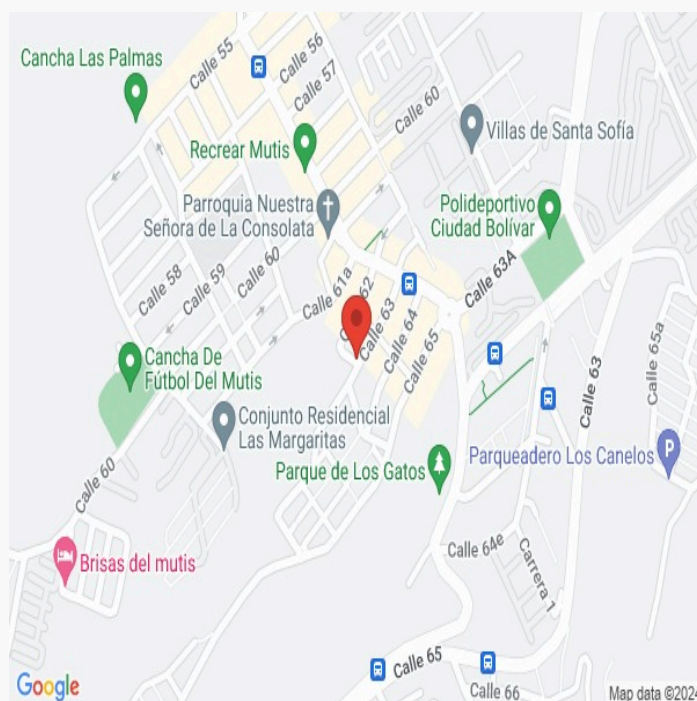 Calle 55
Calle 56
Cancha Las Palmas
Calle 57
Calle 60
Recrear Mutis
Villas de Santa Sofía
Parroquia Nuestra
Señora de La Consolata
Polideportivo
Ciudad Bolívar
Calle 58
Calle 59
Calle 60
Calle 61a
Calle 63A
Calle 63
Calle 64
Calle 65
Calle 63
Calle 65a
Cancha De
Fútbol Del Mutis
Conjunto Residencial
Las Margaritas
Parque de Los Gatos
Parqueadero Los Canelos
P
Calle 60
Brisas del mutis
Calle 64e
Carrera 1
Calle 65
Calle 66
Google
Map data ©2024